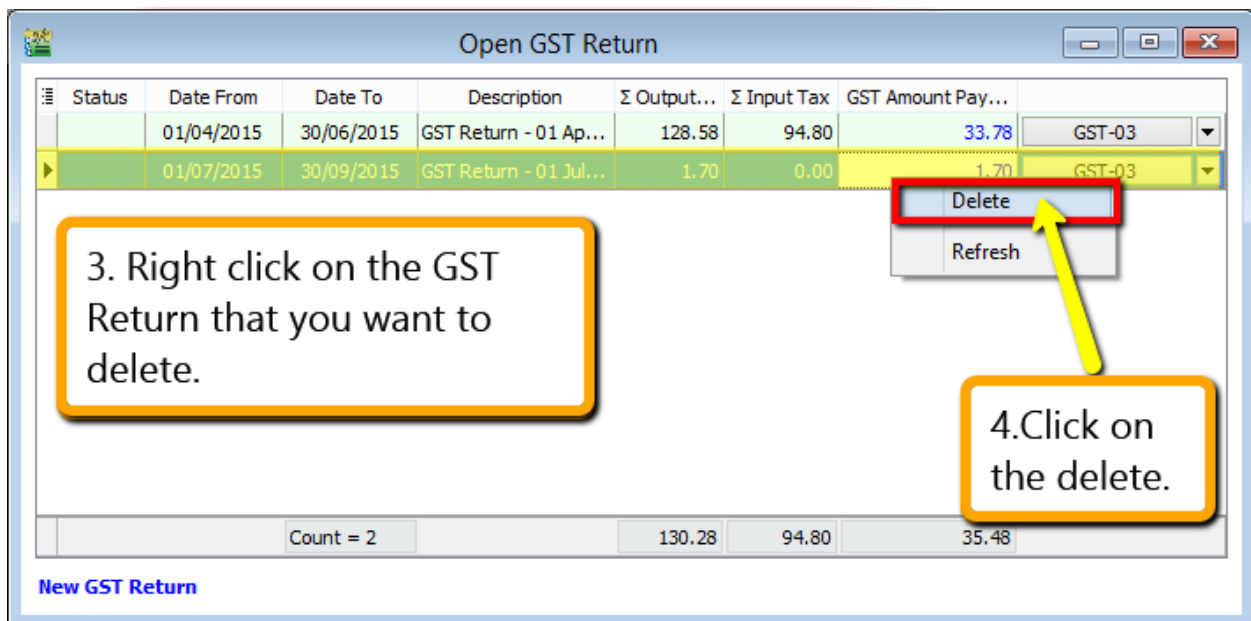 Open GST Return
Status Date From Date To Description Σ Output... Σ Input Tax GST Amount Pay...
01/04/2015 30/06/2015 GST Return - 01 Ap... 128.58 94.80 33.78 GST-03
01/07/2015 30/09/2015 GST Return - 01 Jul... 1.70 0.00 1.70 GST-03
Delete
Refresh
3. Right click on the GST
Return that you want to
delete.
4.Click on
the delete.
Count = 2 130.28 94.80 35.48
New GST Return